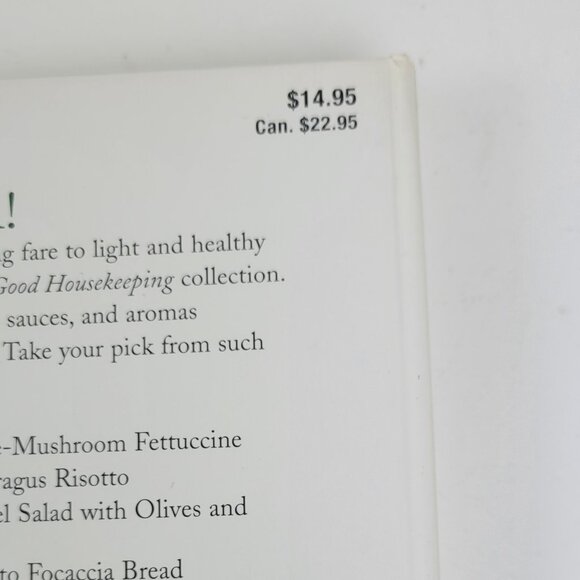 $14.95
Can. $22.95
!
fare to light and healthy
Good Housekeeping collection.
sauces, and aromas
Take your pick from such
-Mushroom Fettuccine
Risotto
Salad with Olives and
Focaccia Bread